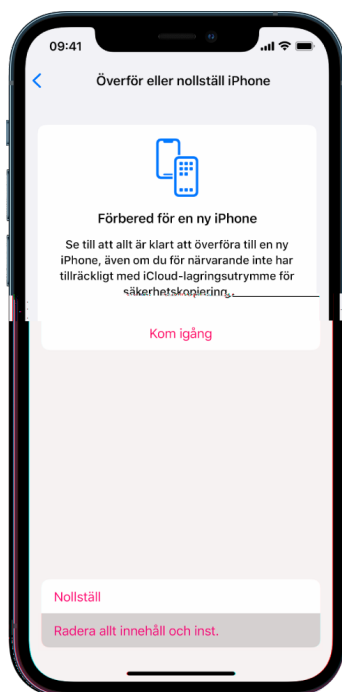 09:41
Överför eller nollställ iPhone
Förbered för en ny iPhone
Se till att allt är klart att överföra till en ny
iPhone, även om du för närvarande inte har
tillräckligt med iCloud-lagringsutrymme för
säkerhetskopiering.
Kom igång
Nollställ
Radera allt innehåll och inst.